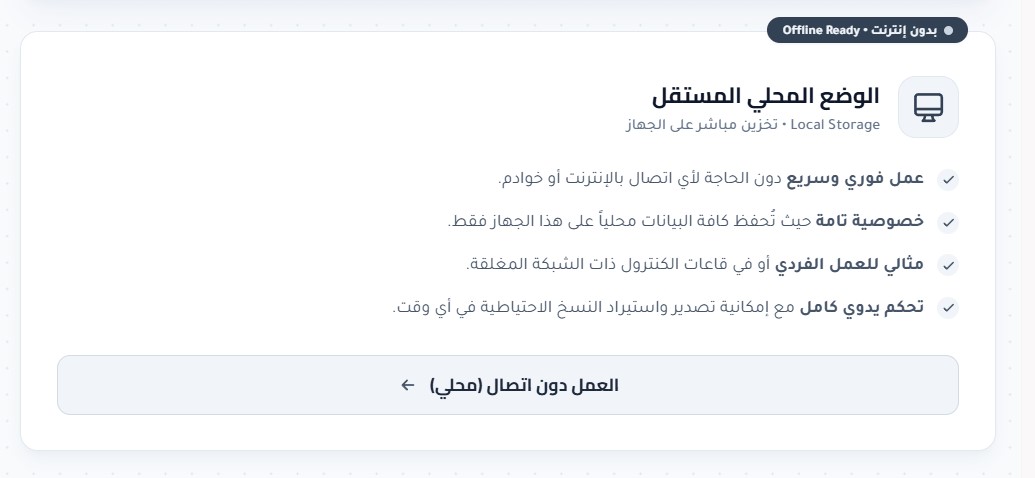 بدون إنترنت • Offline Ready
الوضع المحلي المستقل
Local Storage • تخزين مباشر على الجهاز
عمل فوري وسريع دون الحاجة لأي اتصال بالإنترنت أو خوادم.
خصوصية تامة حيث تُحفظ كافة البيانات محلياً على هذا الجهاز فقط.
مثالي للعمل الفردي أو في قاعات الكنترول ذات الشبكة المغلقة.
تحكم يدوي كامل مع إمكانية تصدير واستيراد النسخ الاحتياطية في أي وقت.
العمل دون اتصال (محلي) ←